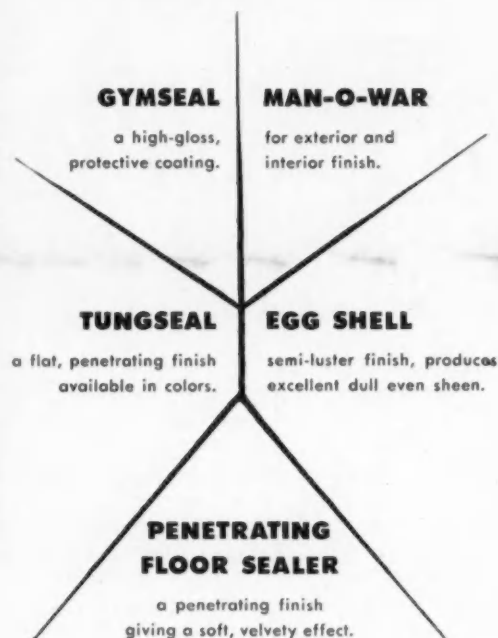 GYMSEAL
a high-gloss,
protective coating.
MAN-O-WAR
for exterior and
interior finish.
TUNGSEAL
a flat, penetrating finish
available in colors.
EGG SHELL
semi-luster finish, produces
excellent dull even sheen.
PENETRATING
FLOOR SEALER
a penetrating finish
giving a soft, velvety effect.